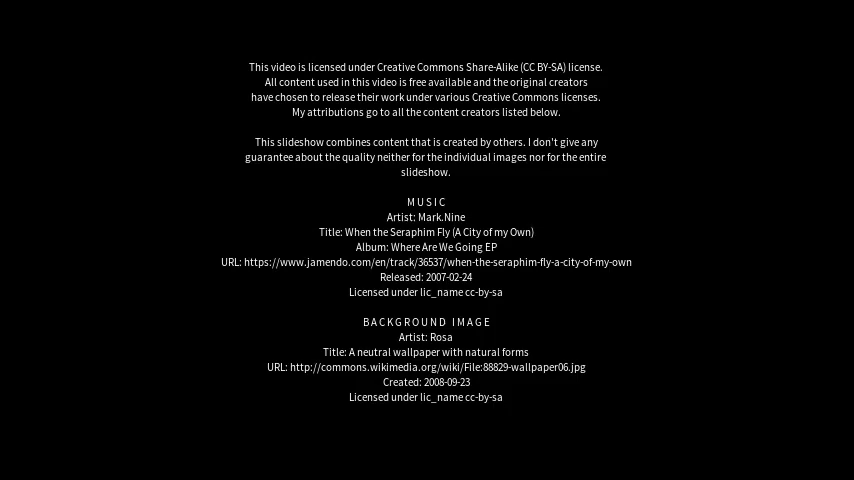 This video is licensed under Creative Commons Share-Alike (CC BY-SA) license.
All content used in this video is free available and the original creators
have chosen to release their work under various Creative Commons licenses.
My attributions go to all the content creators listed below.
This slideshow combines content that is created by others. I don't give any
guarantee about the quality neither for the individual images nor for the entire
slideshow.
MUSIC
Artist: Mark.Nine
Title: When the Seraphim Fly (A City of my Own)
Album: Where Are We Going EP
URL: https://www.jamendo.com/en/track/36537/when-the-seraphim-fly-a-city-of-my-own
Released: 2007-02-24
Licensed under lic_name cc-by-sa
BACKGROUND IMAGE
Artist: Rosa
Title: A neutral wallpaper with natural forms
URL: http://commons.wikimedia.org/wiki/File:88829-wallpaper06.jpg
Created: 2008-09-23
Licensed under lic_name cc-by-sa